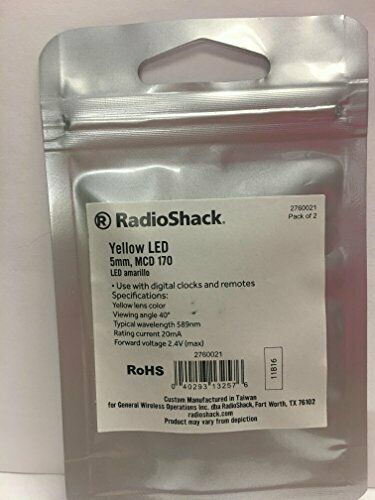 2760021
Pack of 2
® RadioShack®
Yellow LED
5mm, MCD 170
LED amarillo
• Use with digital clocks and remotes
Specifications:
Yellow lens color
Viewing angle 40°
Typical wavelength 589nm
Rating current 20mA
Forward voltage 2.4V (max)
2760021
RoHS
11816
0 40293 13257 6
Custom Manufactured in Taiwan
for General Wireless Operations Inc. dba RadioShack, Fort Worth, TX 76102
radioshack.com
Product may vary from depiction